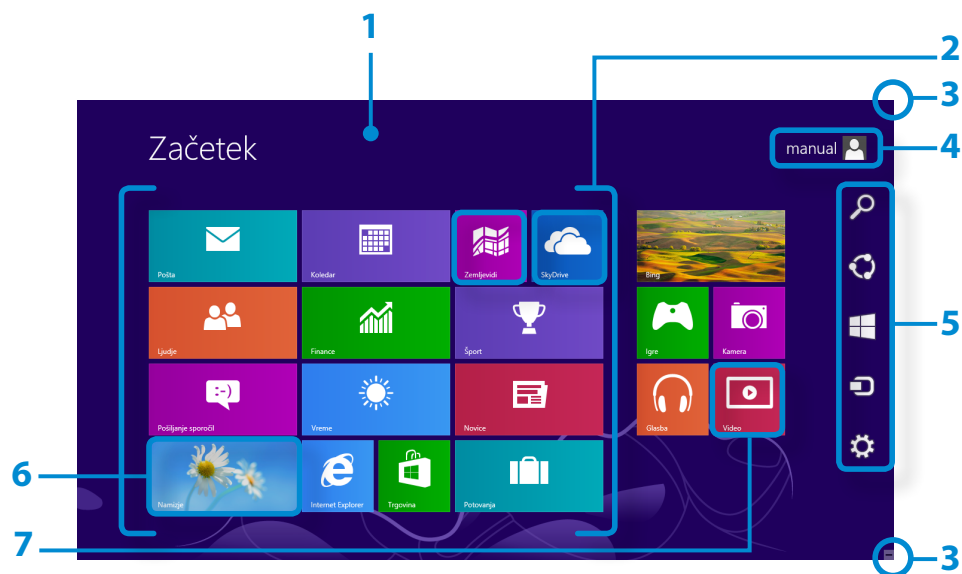 1
2
3
Začetek
manual
4
Pošta
Koledar
Zemljevidi
SkyDrive
Bing
Ljudje
Finance
Šport
Igre
Kamera
5
Pošiljanje sporočil
:-)
Vreme
Novice
Glasba
Video
6
Namizje
Internet Explorer
Trgovina
Potovanja
7
3